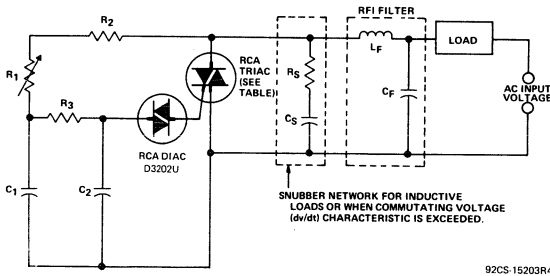 RFI FILTER
R2
LF
LOAD
RCA
TRIAC
(SEE
TABLE)
R1
RS
CF
AC INPUT
VOLTAGE
R3
CS
RCA DIAC
D3202U
C1
C2
SNUBBER NETWORK FOR INDUCTIVE
LOADS OR WHEN COMMUTATING VOLTAGE
(dv/dt) CHARACTERISTIC IS EXCEEDED.
92CS-15203R4